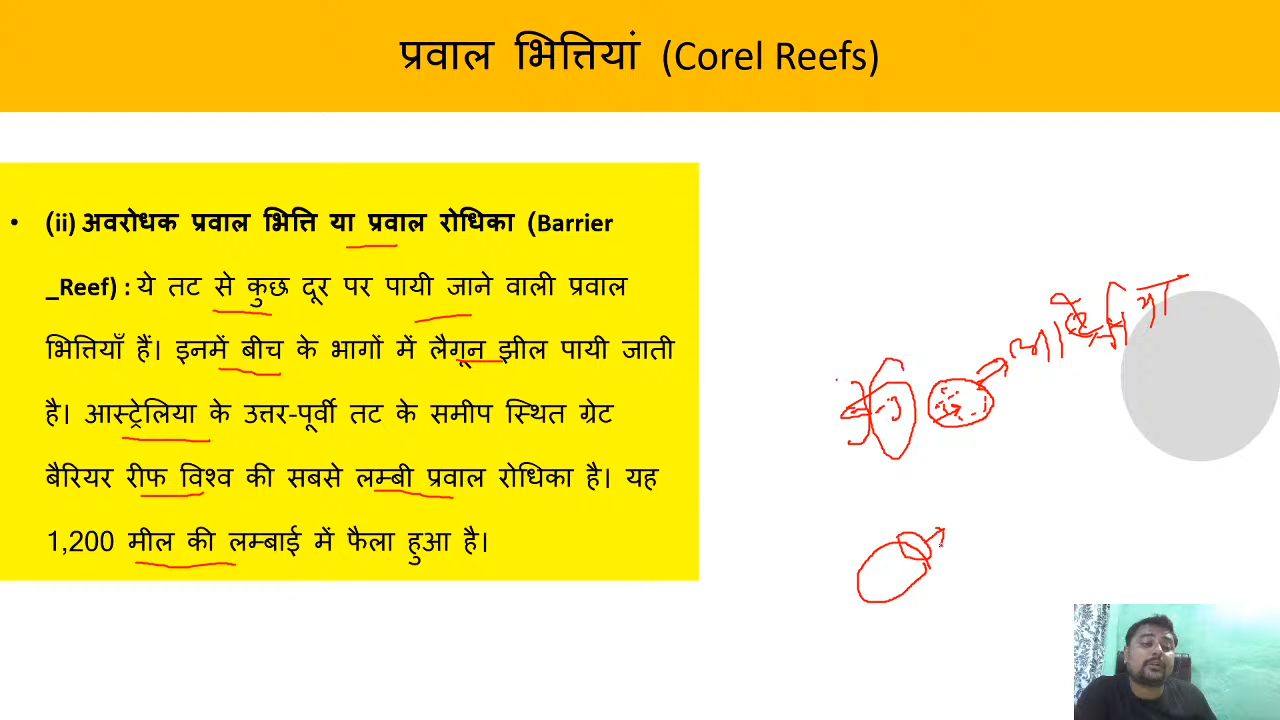 प्रवाल भित्तियां (Corel Reefs)
• (ii) अवरोधक प्रवाल भित्ति या प्रवाल रोधिका (Barrier
_Reef) : ये तट से कुछ दूर पर पायी जाने वाली प्रवाल
भित्तियाँ हैं। इनमें बीच के भागों में लैगून झील पायी जाती
है। आस्ट्रेलिया के उत्तर-पूर्वी तट के समीप स्थित ग्रेट
बैरियर रीफ विश्व की सबसे लम्बी प्रवाल रोधिका है। यह
1,200 मील की लम्बाई में फैला हुआ है।